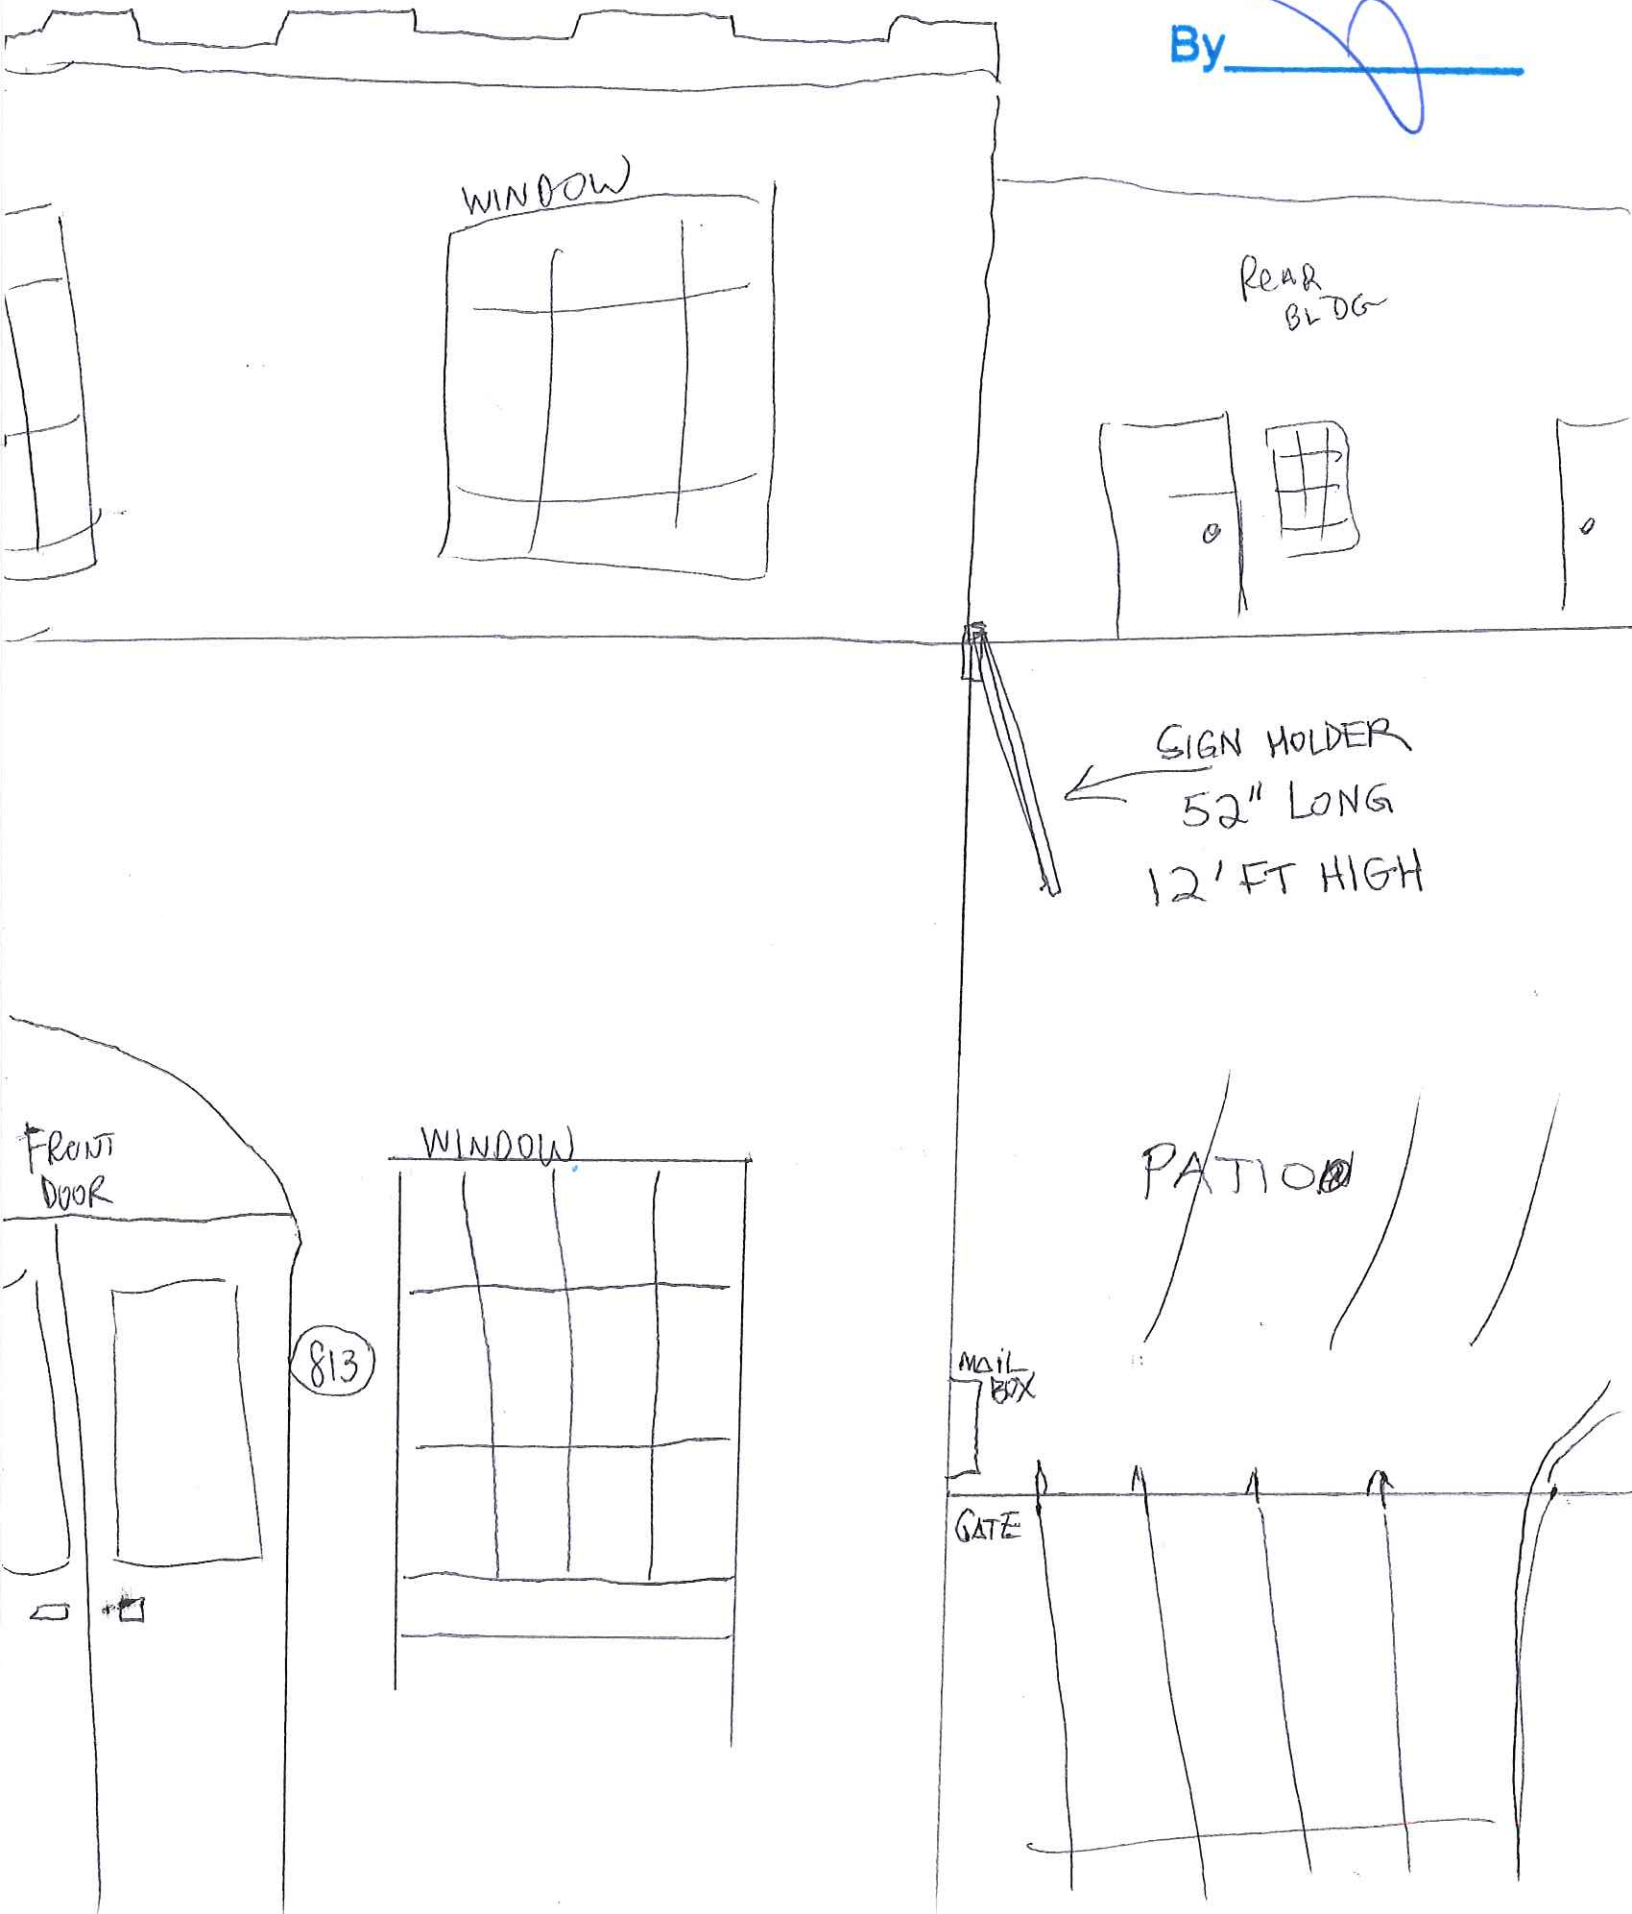 By
WINDOW
REAR
BLDG
SIGN HOLDER
52" LONG
12' FT HIGH
FRONT
DOOR
WINDOW
PATIO
813
MAIL
BOX
GATE